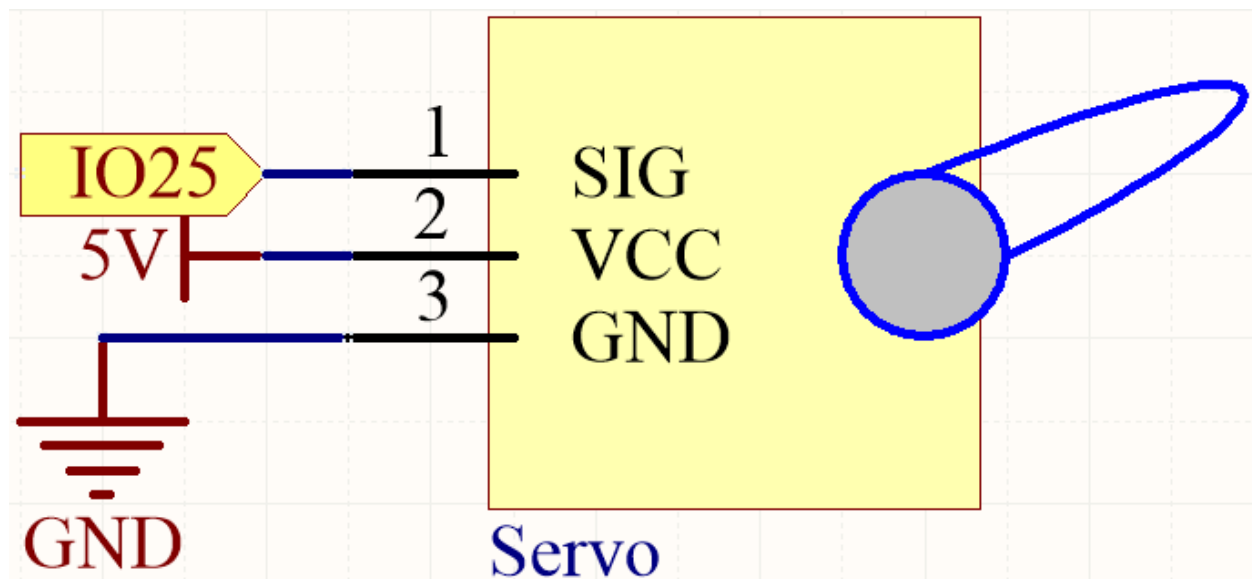 1
IO25 SIG
2
5V VCC
3
GND
GND
Servo